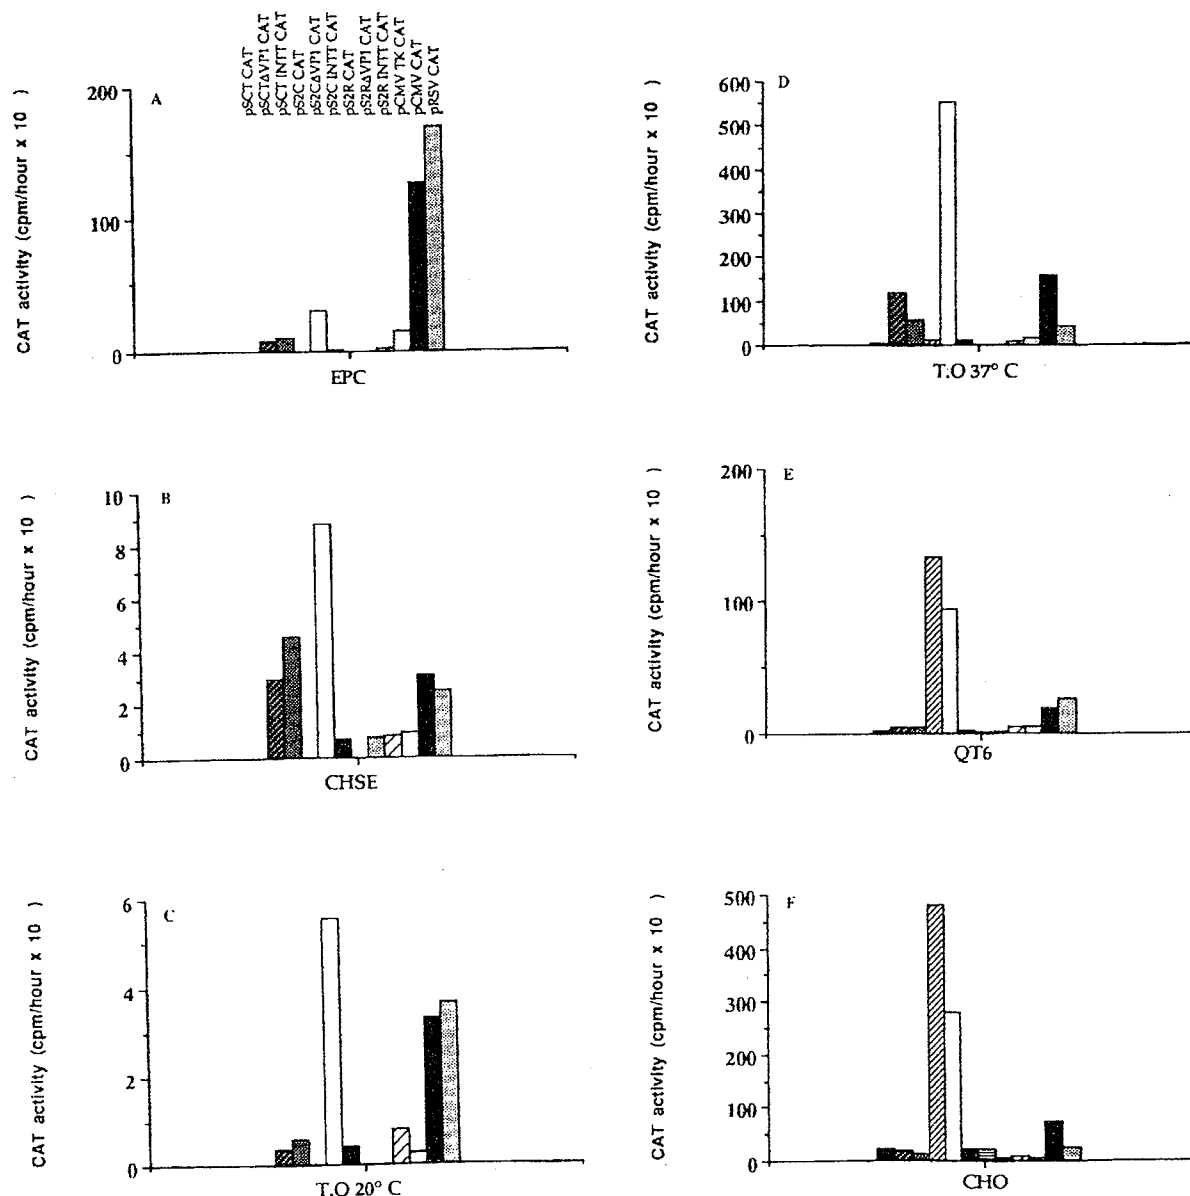 pSCT CAT
pSCTΔVP1 CAT
pSCT INTT CAT
pS2C CAT
pS2CΔVP1 CAT
pS2C INTT CAT
pS2R CAT
pS2RΔVP1 CAT
pS2R INTT CAT
pCMV TK CAT
pCMV CAT
pRSV CAT
A
CAT activity (cpm/hour x 10 )
200
100
0
EPC
B
CAT activity (cpm/hour x 10 )
10
8
6
4
2
0
CHSE
C
CAT activity (cpm/hour x 10 )
6
4
2
0
T.O 20° C
D
CAT activity (cpm/hour x 10 )
600
500
400
300
200
100
0
T.O 37° C
E
CAT activity (cpm/hour x 10 )
200
100
0
QT6
F
CAT activity (cpm/hour x 10 )
500
400
300
200
100
0
CHO